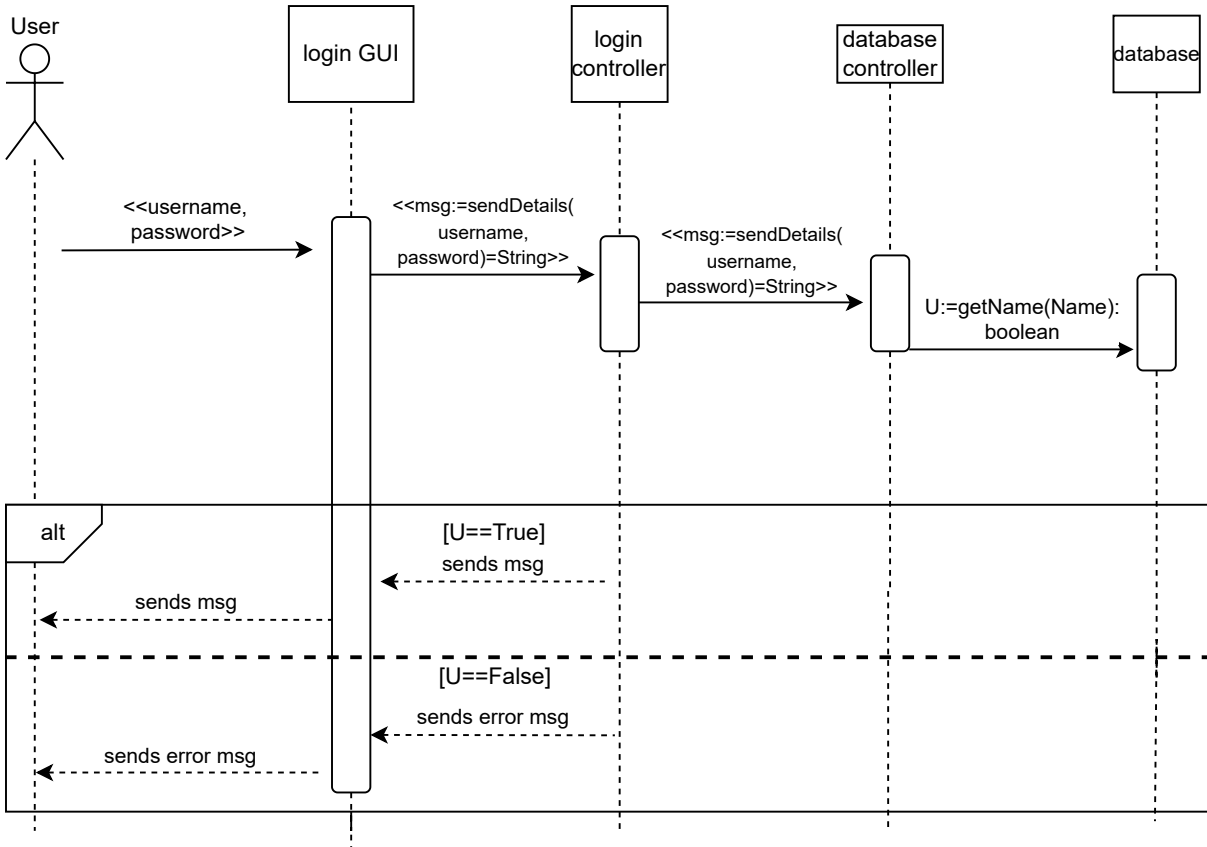 User
login GUI
login
controller
database
controller
database
<<username,
password>>
<<msg:=sendDetails(
username,
password)=String>>
<<msg:=sendDetails(
username,
password)=String>>
U:=getName(Name):
boolean
alt
[U==True]
sends msg
sends msg
[U==False]
sends error msg
sends error msg